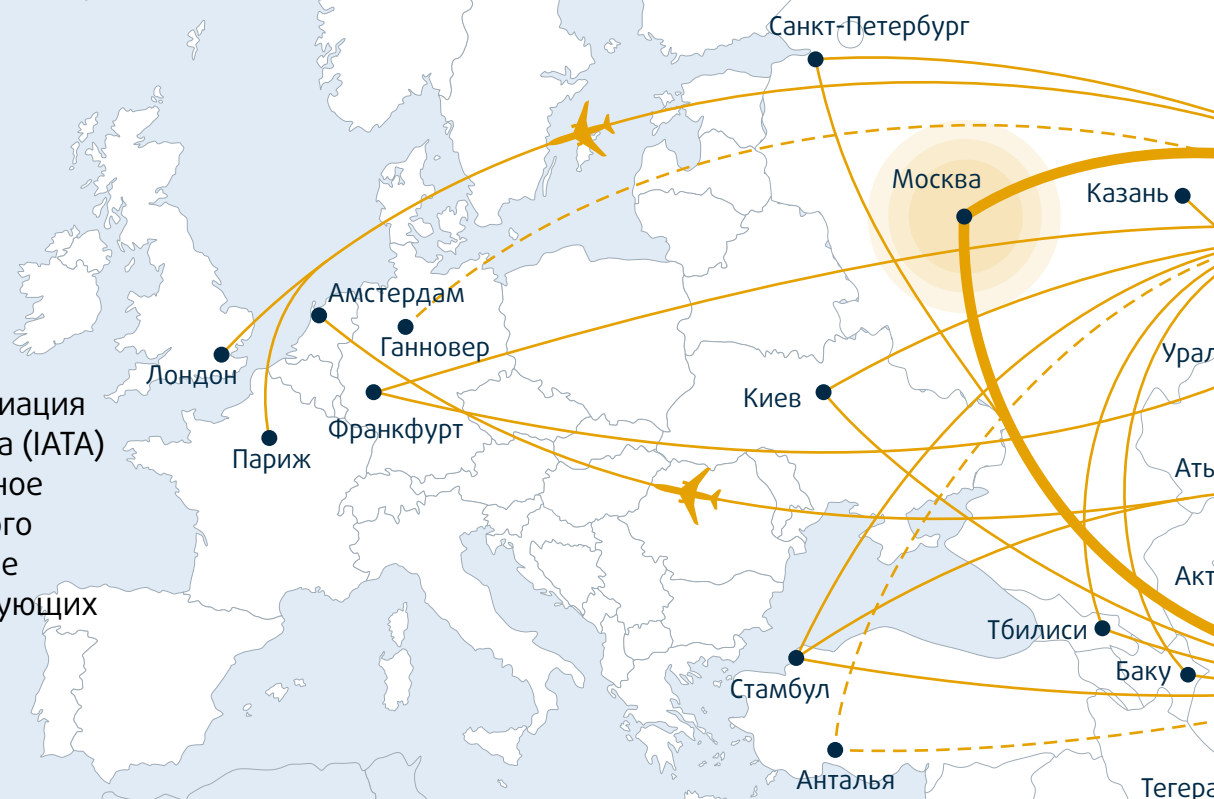 Санкт-Петербург
Москва
Казань
Амстердам
Ганновер
Лондон
Урал
Киев
Франкфурт
Париж
иация
а (IATA)
ное
ого
е
ующих
Аты
Акт
Тбилиси
Баку
Стамбул
Анталья
Тегера